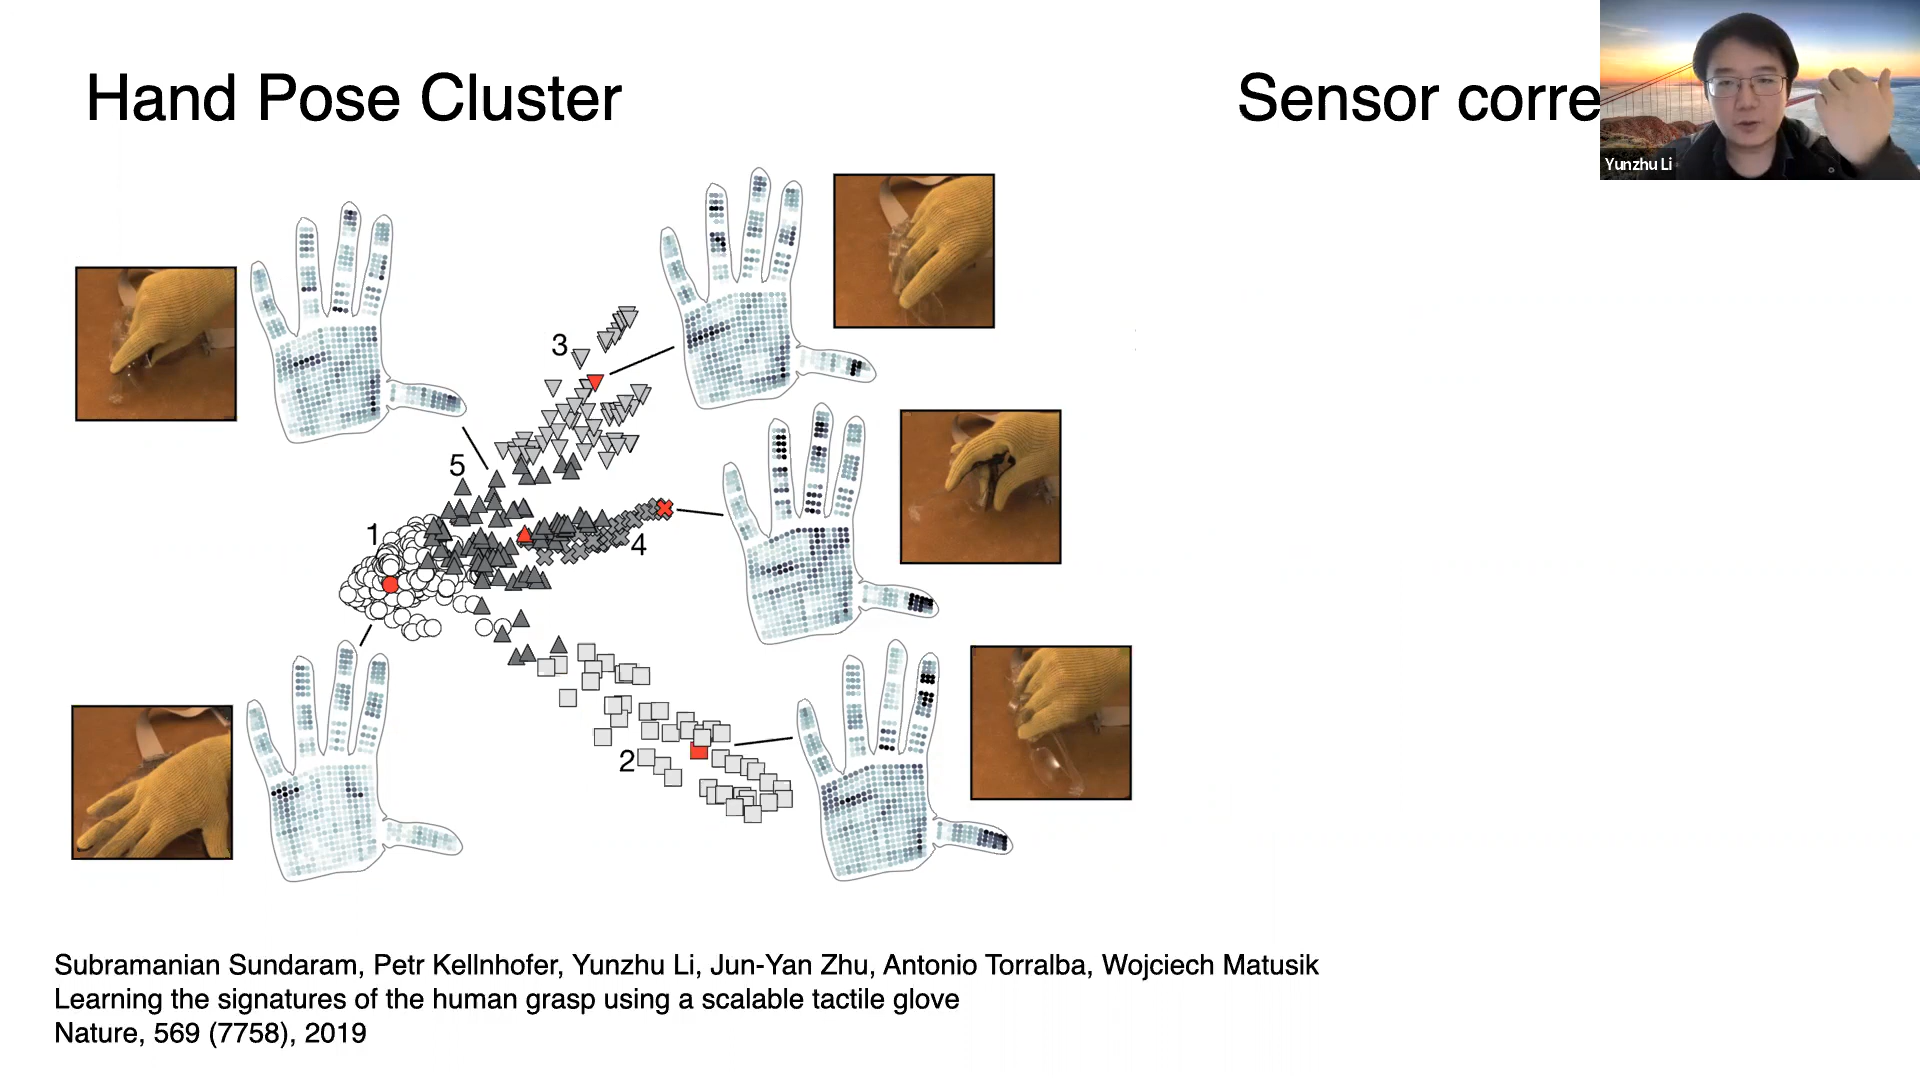 Hand Pose Cluster
Sensor corre
Yunzhu Li
3
5
1
4
2
Subramanian Sundaram, Petr Kellnhofer, Yunzhu Li, Jun-Yan Zhu, Antonio Torralba, Wojciech Matusik
Learning the signatures of the human grasp using a scalable tactile glove
Nature, 569 (7758), 2019